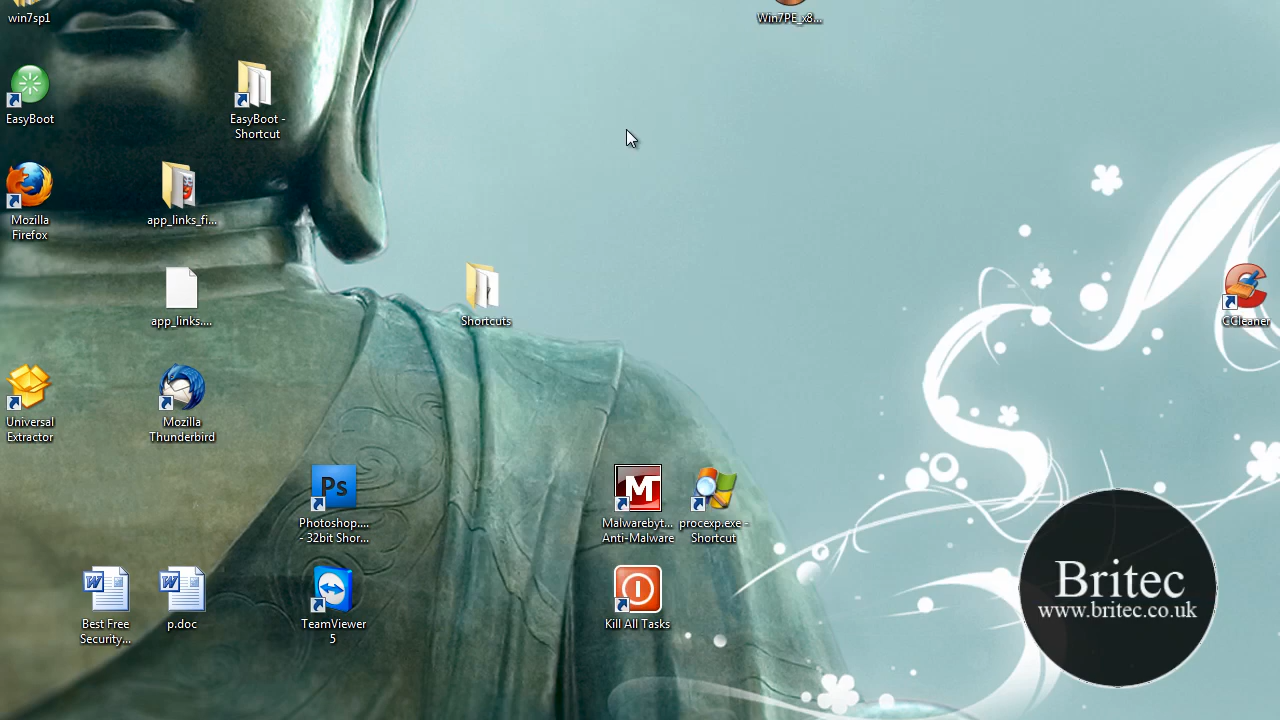 win7sp1
Win7PE_x8...
EasyBoot
EasyBoot -
Shortcut
Mozilla
Firefox
app_links_fi...
app_links....
Shortcuts
CCleaner
Universal
Extractor
Mozilla
Thunderbird
Ps
Photoshop....
- 32bit Shor...
M
Malwarebyt...
Anti-Malware
procexp.exe -
Shortcut
W
Best Free
Security...
W
p.doc
TeamViewer
5
Kill All Tasks
Britec
www.britec.co.uk